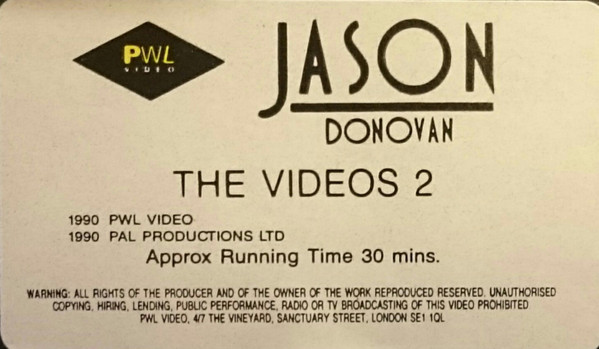 PWL
VIDEO
JASON
DONOVAN
THE VIDEOS 2
1990 PWL VIDEO
1990 PAL PRODUCTIONS LTD
Approx Running Time 30 mins.
WARNING: ALL RIGHTS OF THE PRODUCER AND OF THE OWNER OF THE WORK REPRODUCED RESERVED, UNAUTHORISED
COPYING, HIRING, LENDING, PUBLIC PERFORMANCE, RADIO OR TV BROADCASTING OF THIS VIDEO PROHIBITED
PWL VIDEO, 4/7 THE VINEYARD, SANCTUARY STREET, LONDON SE1 1QL